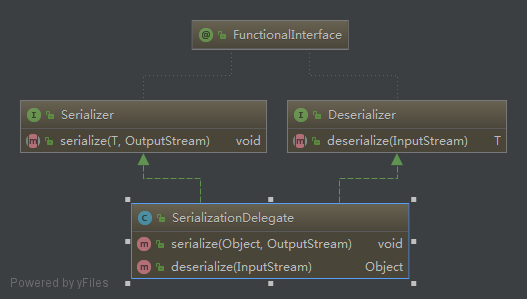 FunctionalInterface
Serializer
serialize(T, OutputStream) void
Deserializer
deserialize(InputStream) T
SerializationDelegate
serialize(Object, OutputStream) void
deserialize(InputStream) Object
Powered by yFiles